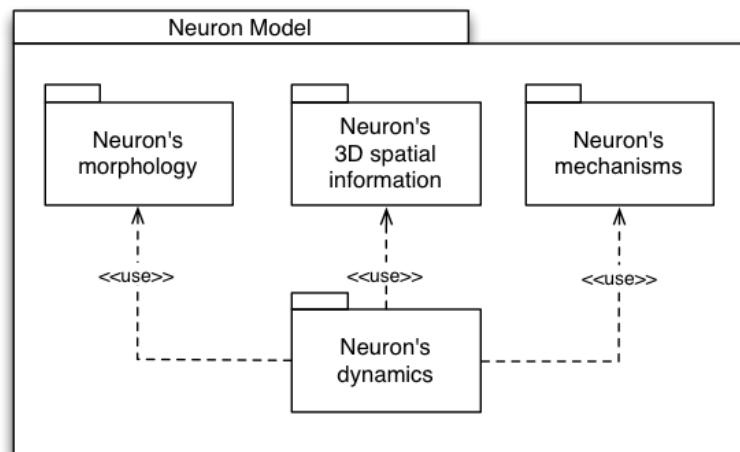 Neuron Model
Neuron's
morphology
Neuron's
3D spatial
information
Neuron's
mechanisms
<<use>>
<<use>>
<<use>>
Neuron's
dynamics